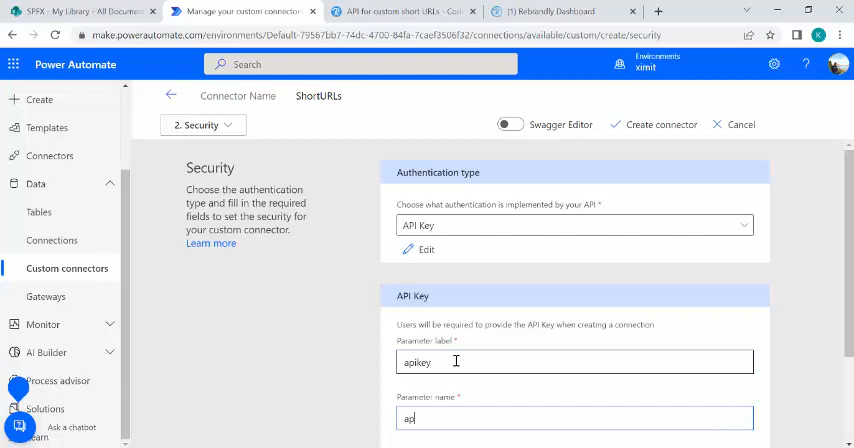 SPFX - My Library - All Document
Manage your custom connectors
API for custom short URLs - Cod
(1) Rebrandly Dashboard
make.powerautomate.com/environments/Default-79567bb7-74dc-4700-84fa-7caef3506f32/connections/available/custom/create/security
K
Power Automate
Search
Environments
ximit
Create
Templates
Connectors
Data
Tables
Connections
Custom connectors
Gateways
Monitor
AI Builder
Process advisor
Solutions
Ask a chatbot
Learn
Connector Name
ShortURLs
2. Security
Swagger Editor
Create connector
Cancel
Security
Choose the authentication
type and fill in the required
fields to set the security for
your custom connector.
Learn more
Authentication type
Choose what authentication is implemented by your API *
API Key
Edit
API Key
Users will be required to provide the API Key when creating a connection
Parameter label *
apikey
Parameter name *
ap